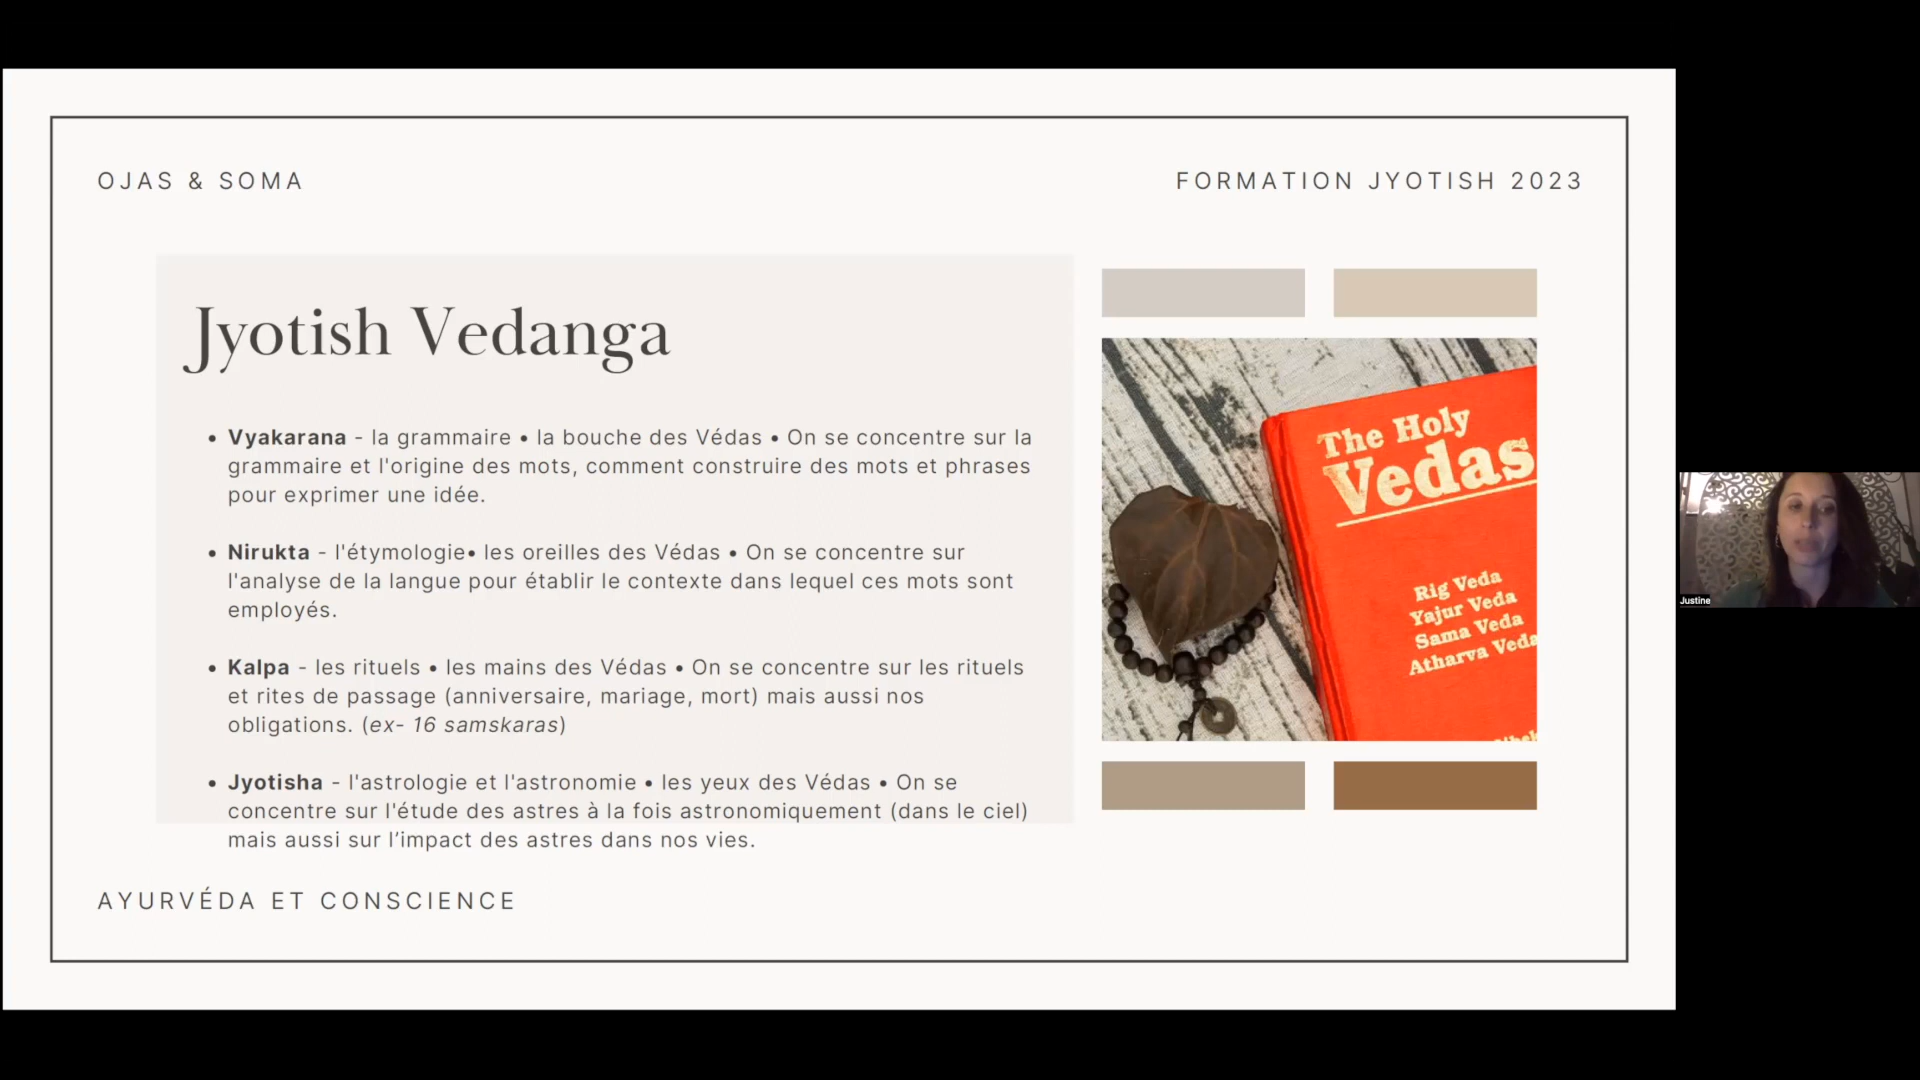 OJAS & SOMA
FORMATION JYOTISH 2023
Jyotish Vedanga
• Vyakarana - la grammaire • la bouche des Védas • On se concentre sur la
grammaire et l'origine des mots, comment construire des mots et phrases
pour exprimer une idée.
• Nirukta - l'étymologie• les oreilles des Védas • On se concentre sur
l'analyse de la langue pour établir le contexte dans lequel ces mots sont
employés.
• Kalpa - les rituels • les mains des Védas • On se concentre sur les rituels
et rites de passage (anniversaire, mariage, mort) mais aussi nos
obligations. (ex- 16 samskaras)
• Jyotisha - l'astrologie et l'astronomie • les yeux des Védas • On se
concentre sur l'étude des astres à la fois astronomiquement (dans le ciel)
mais aussi sur l’impact des astres dans nos vies.
The Holy
Vedas
Rig Veda
Yajur Veda
Sama Veda
Atharva Veda
AYURVÉDA ET CONSCIENCE
Justine